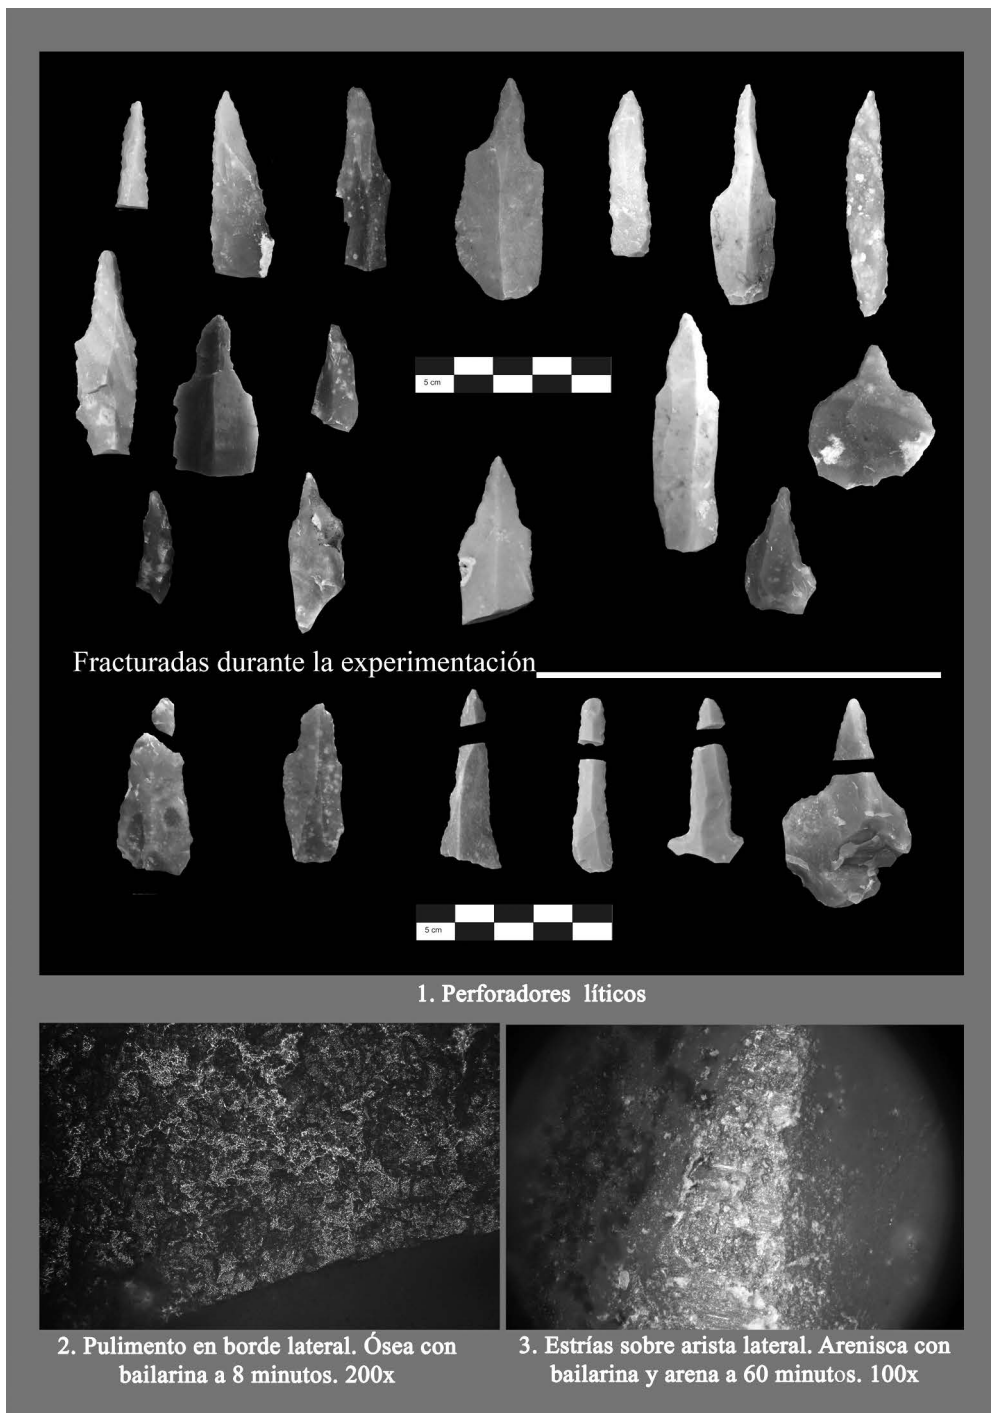 5 cm
Fracturadas durante la experimentación
5 cm
1. Perforadores líticos
2. Pulimento en borde lateral. Ósea con
bailarina a 8 minutos. 200x
3. Estrías sobre arista lateral. Arenisca con
bailarina y arena a 60 minutos. 100x